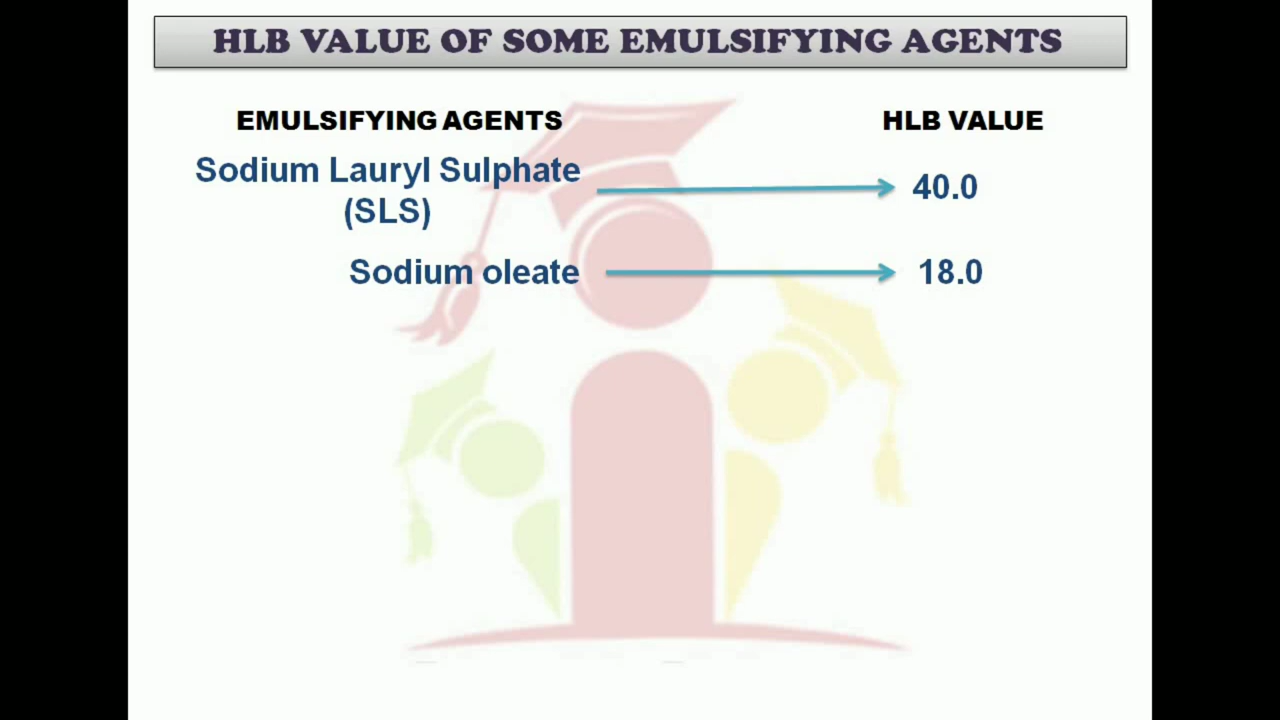 HLB VALUE OF SOME EMULSIFYING AGENTS
EMULSIFYING AGENTS HLB VALUE
Sodium Lauryl Sulphate
(SLS) 40.0
Sodium oleate 18.0